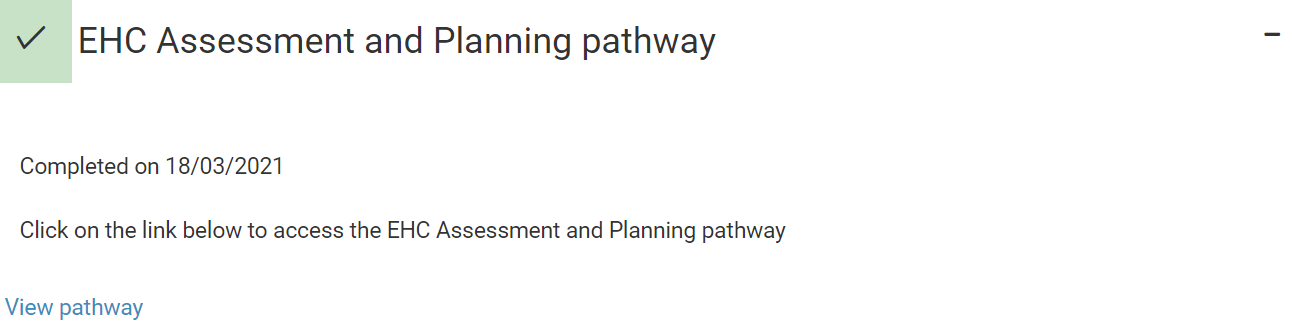 EHC Assessment and Planning pathway
Completed on 18/03/2021
Click on the link below to access the EHC Assessment and Planning pathway
View pathway